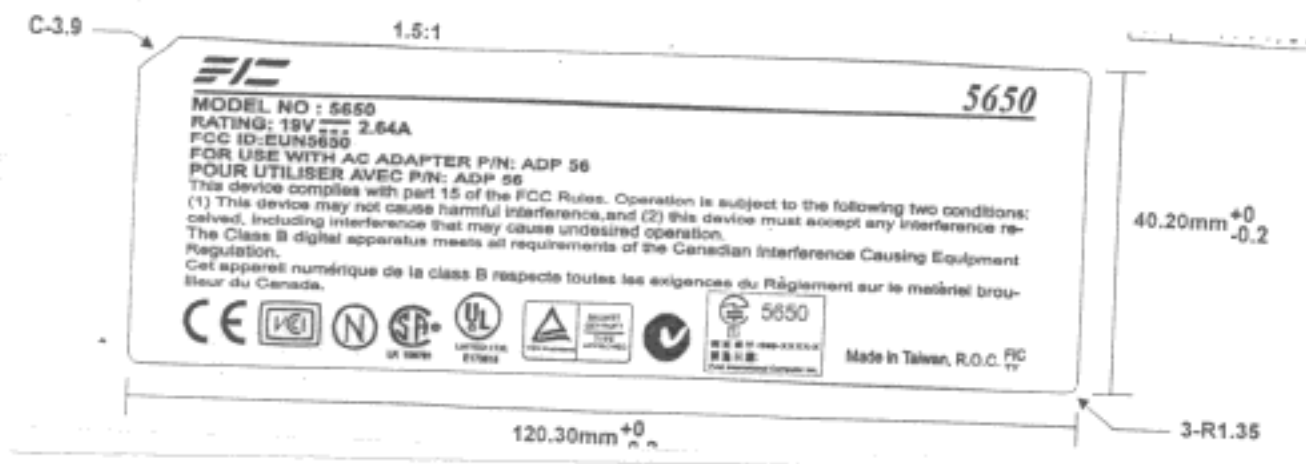 C-3.9
1.5:1
FIC
5650
MODEL NO : 5650
RATING: 19V 2.64A
FCC ID:EUN5650
FOR USE WITH AC ADAPTER P/N: ADP 56
POUR UTILISER AVEC P/N: ADP 56
This device complies with part 15 of the FCC Rules. Operation is subject to the following two conditions:
(1) This device may not cause harmful interference,and (2) this device must accept any interference re-
ceived, including interference that may cause undesired operation.
The Class B digital apparatus meets all requirements of the Canadian Interference Causing Equipment
Regulation.
Cet appareil numérique de la class B respecte toutes les exigences du Règlement sur le matériel brou-
illeur du Canada.
CE
N
SA
UL
5650
Made in Taiwan, R.O.C. FIC
TY
40.20mm +0
-0.2
120.30mm +0
3-R1.35